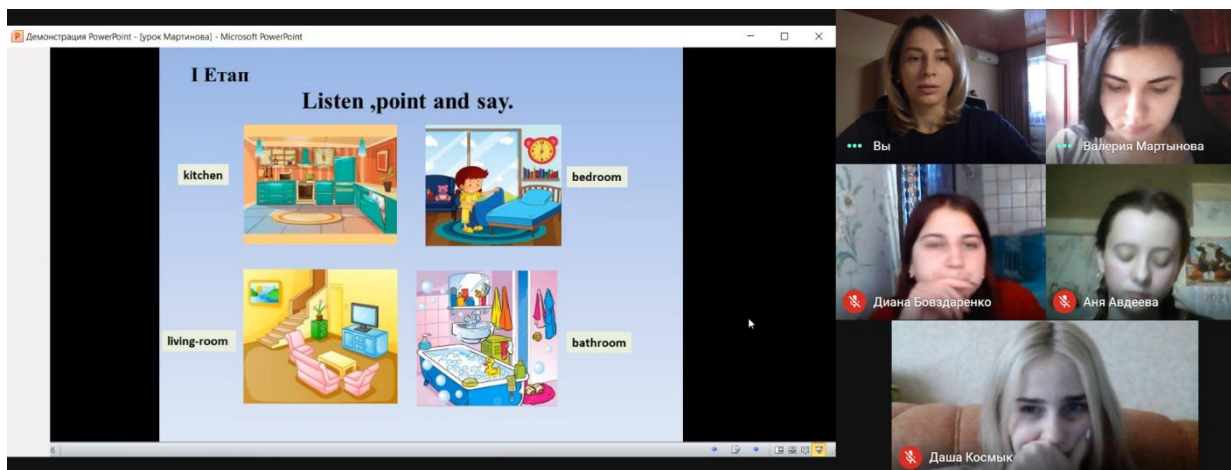 Демонстрация PowerPoint - [урок Мартинова] - Microsoft PowerPoint
I Етап
Listen ,point and say.
kitchen
bedroom
living-room
bathroom
Вы
Валерия Мартынова
Диана Бовздаренко
Аня Авдеева
Даша Космык